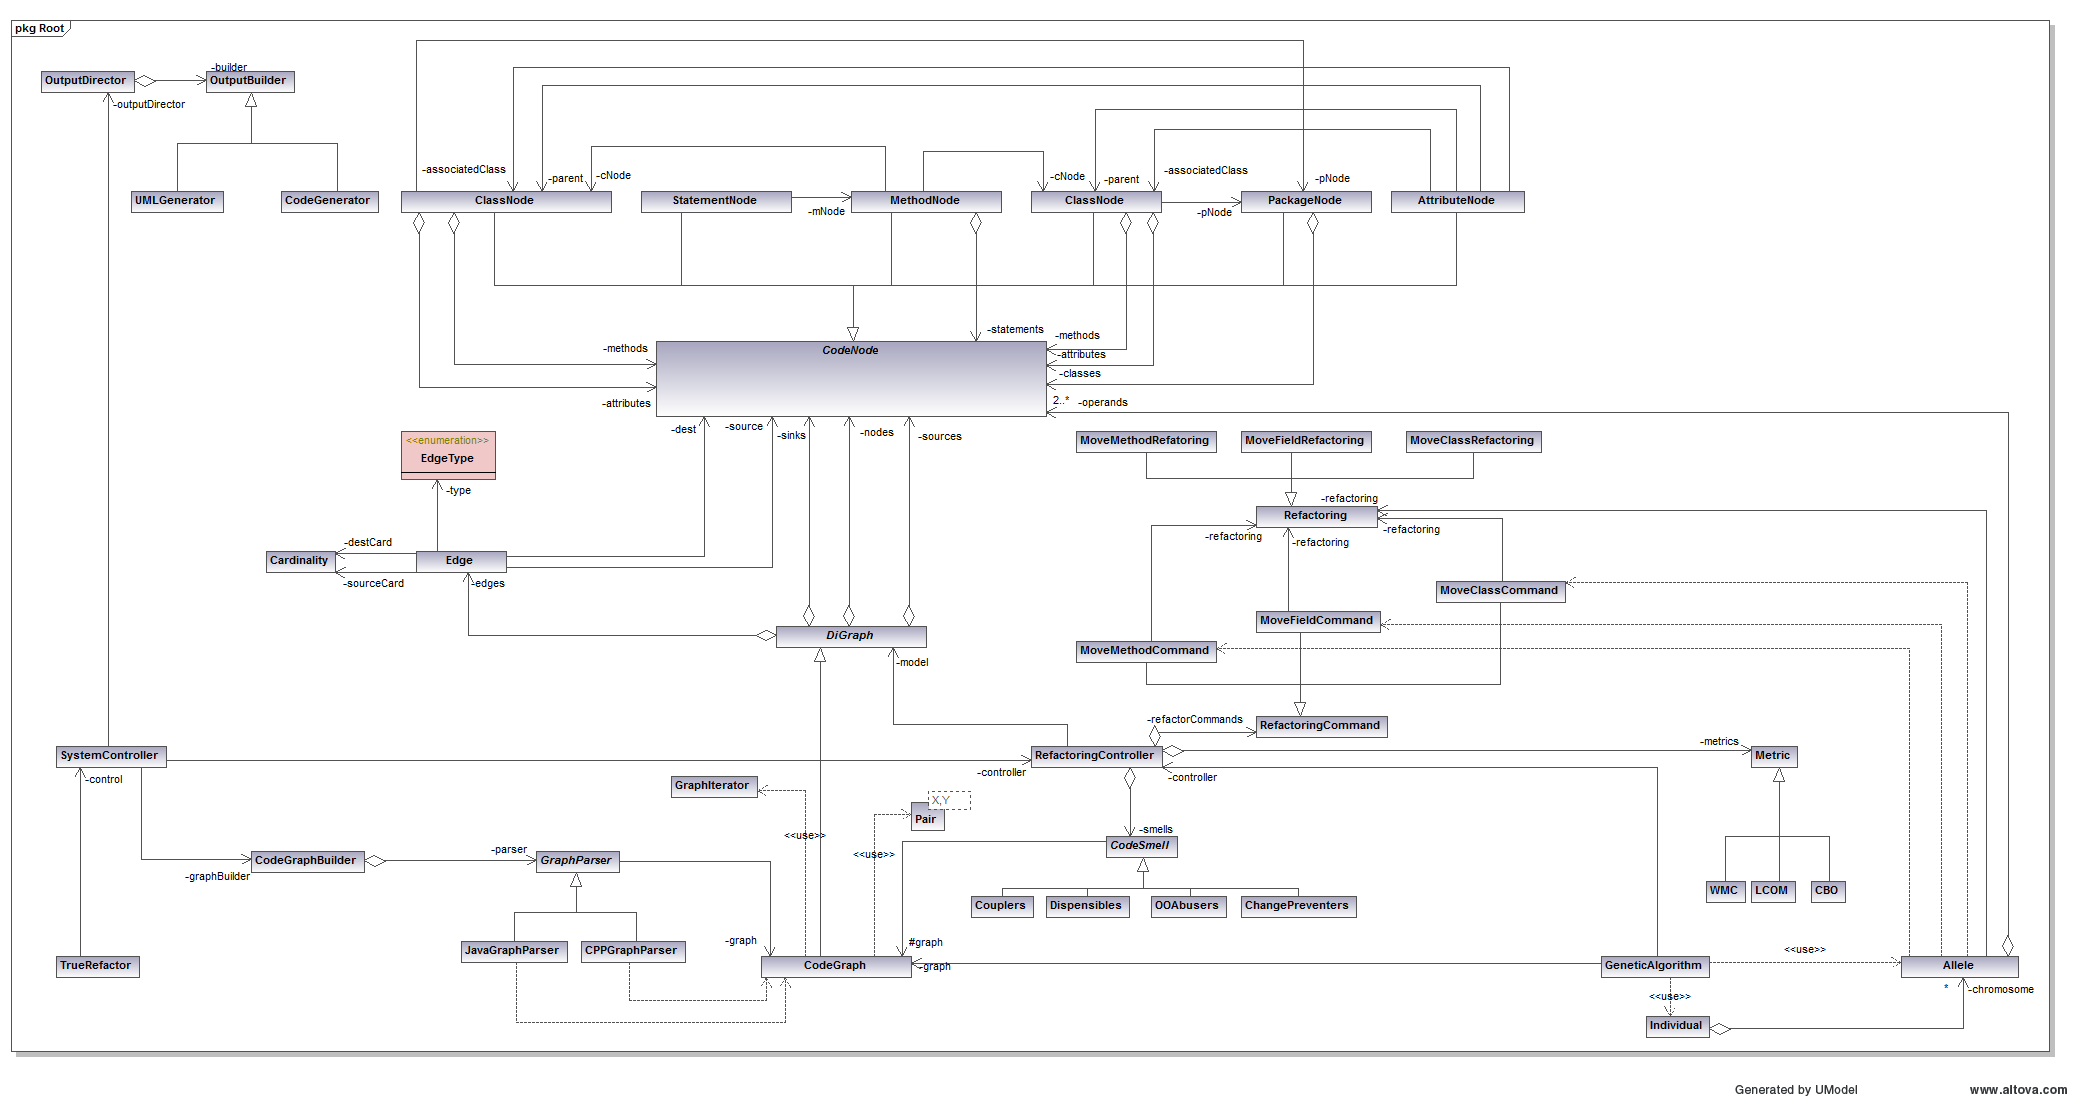 pkg Root
-builder
OutputDirector
OutputBuilder
-outputDirector
-associatedClass
-parent
-cNode
-cNode
-parent
-associatedClass
-pNode
UMLGenerator
CodeGenerator
ClassNode
StatementNode
-mNode
MethodNode
ClassNode
-pNode
PackageNode
AttributeNode
-statements
-methods
-methods
-attributes
-classes
CodeNode
-attributes
2..*
-operands
-dest
-source
-sinks
-nodes
-sources
<<enumeration>>
EdgeType
-type
MoveMethodRefatoring
MoveFieldRefactoring
MoveClassRefactoring
-refactoring
Refactoring
-refactoring
-refactoring
-refactoring
-destCard
Cardinality
Edge
-sourceCard
-edges
MoveClassCommand
MoveFieldCommand
MoveMethodCommand
DiGraph
-model
-refactorCommands
RefactoringCommand
SystemController
-control
-controller
RefactoringController
-controller
-metrics
Metric
GraphIterator
X,Y
Pair
<<use>>
<<use>>
-smells
CodeSmell
CodeGraphBuilder
-graphBuilder
-parser
GraphParser
WMC
LCOM
CBO
Couplers
Dispensibles
OOAbusers
ChangePreventers
JavaGraphParser
CPPGraphParser
-graph
#graph
-graph
TrueRefactor
CodeGraph
GeneticAlgorithm
<<use>>
Allele
<<use>>
*
-chromosome
Individual
Generated by UModel
www.altova.com